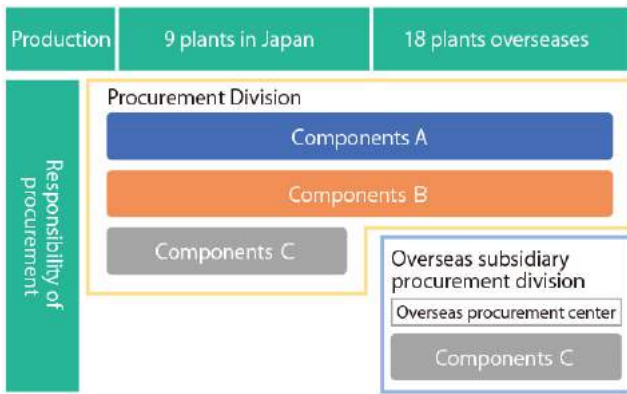 Production
9 plants in Japan
18 plants overseases
Responsibility of
procurement
Procurement Division
Components A
Components B
Components C
Overseas subsidiary
procurement division
Overseas procurement center
Components C